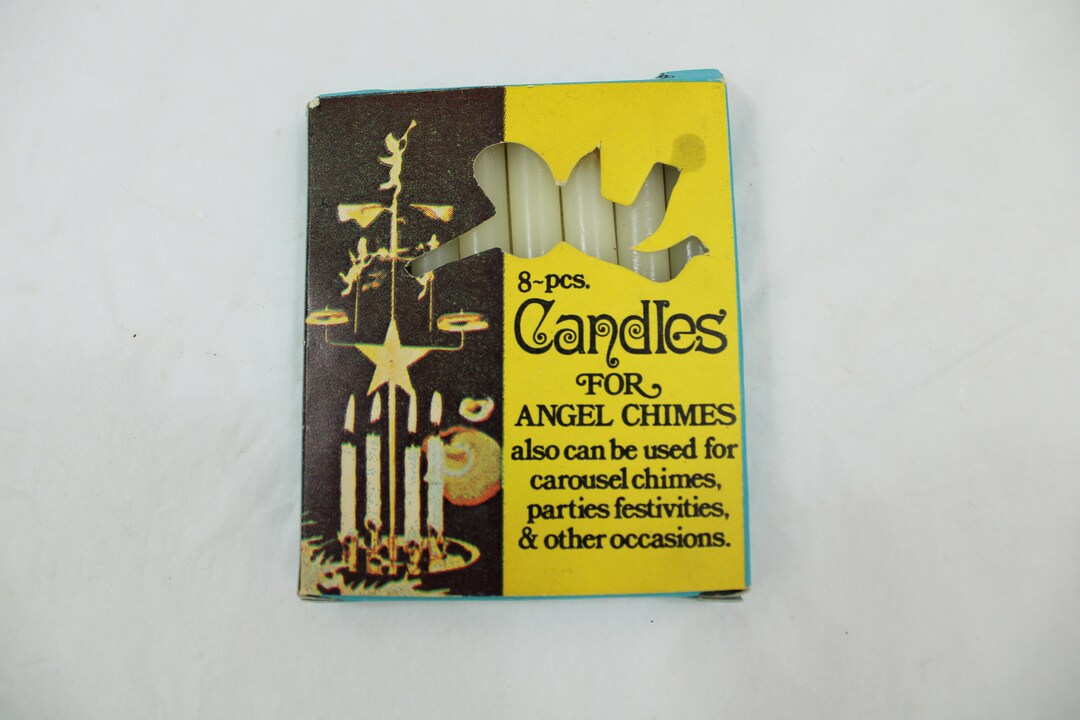 8~pcs.
Candles
FOR
ANGEL CHIMES
also can be used for
carousel chimes,
parties festivities,
& other occasions.